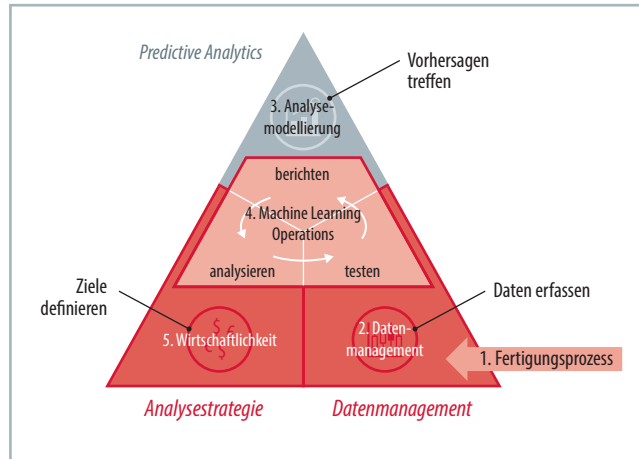 Predictive Analytics
Vorhersagen
treffen
3. Analyse-
modellierung
berichten
4. Machine Learning
Operations
analysieren
testen
Ziele
definieren
Daten erfassen
5. Wirtschaftlichkeit
2. Daten-
management
1. Fertigungsprozess
Analysestrategie
Datenmanagement